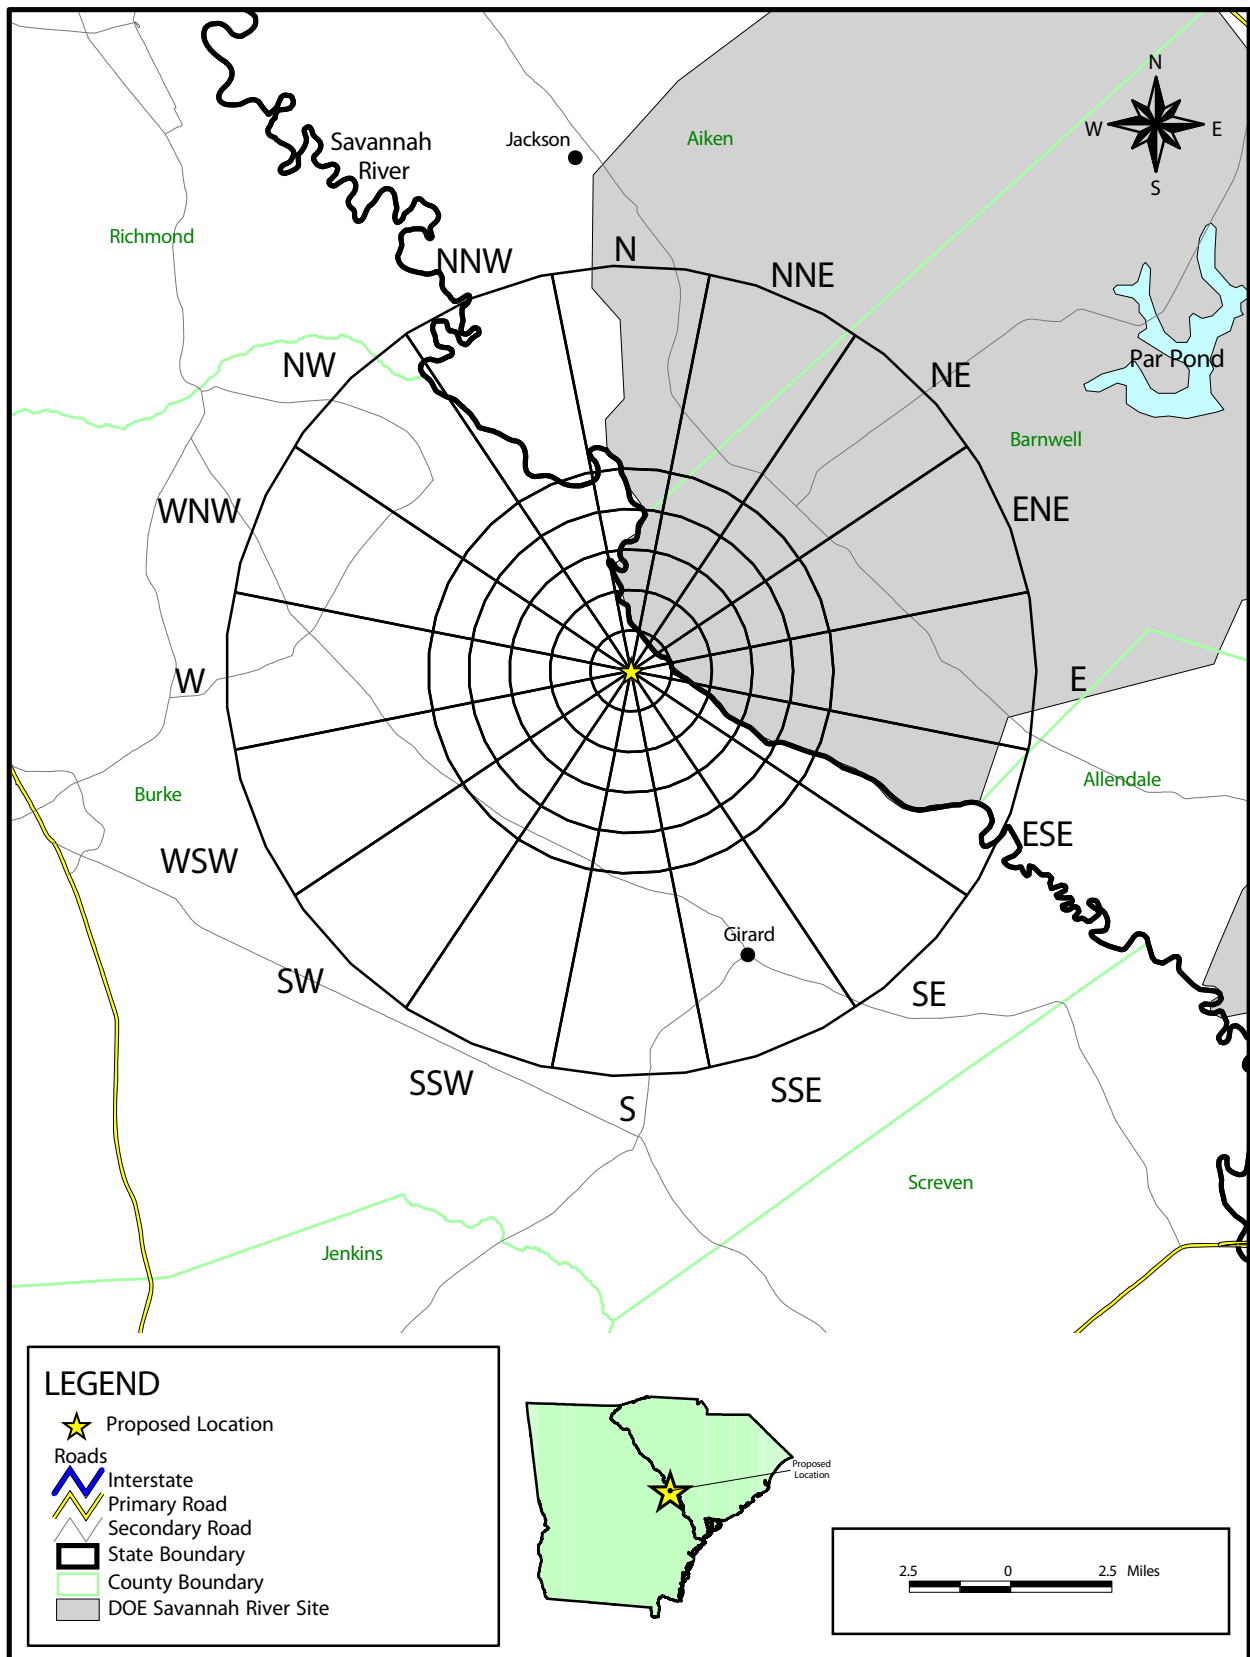 N
W
E
S
Jackson
Aiken
Savannah
River
Richmond
N
NNW
NNE
NW
NE
Par Pond
Barnwell
WNW
ENE
W
E
Burke
Allendale
WSW
ESE
Girard
SW
SE
SSW
SSE
S
Screven
Jenkins
LEGEND
Proposed Location
Roads
Interstate
Primary Road
Secondary Road
State Boundary
County Boundary
DOE Savannah River Site
Proposed
Location
2.5 0 2.5 Miles